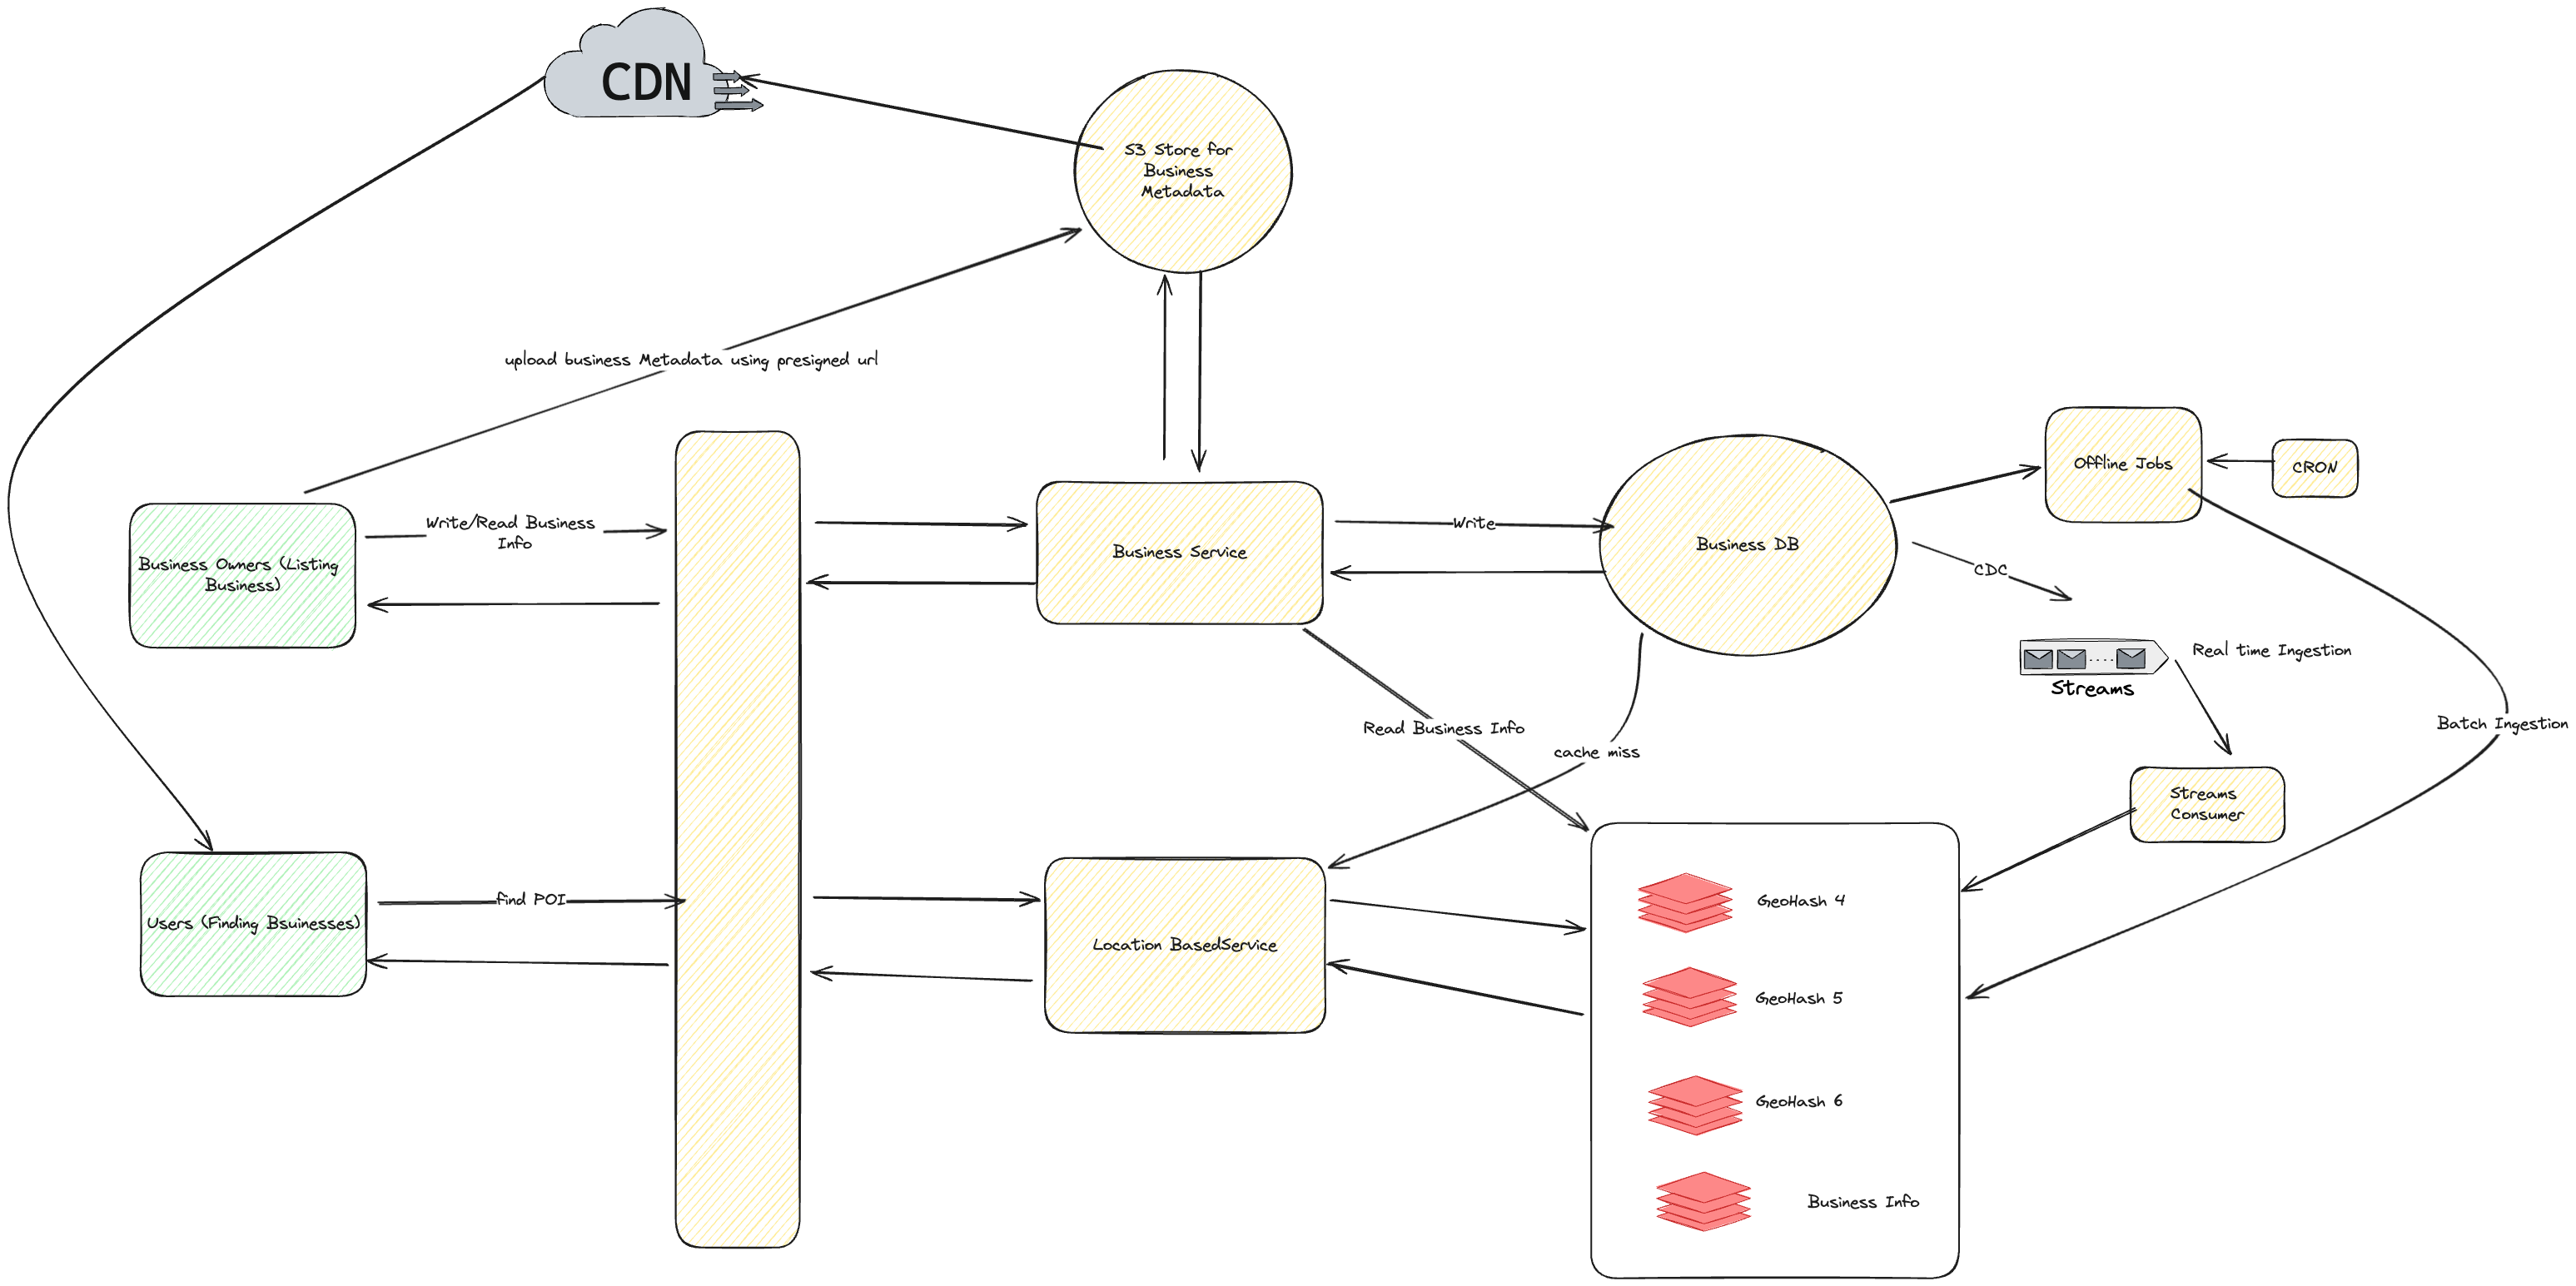 CDN
S3 Store for
Business
Metadata
upload business Metadata using presigned url
Offline Jobs
CRON
Write/Read Business
Info
Write
Business DB
Business Service
Business Owners (Listing
Business)
CDC
Real time Ingestion
Streams
Read Business Info
cache miss
Batch Ingestion
Streams
Consumer
find POI
GeoHash 4
Users (Finding Bsuinesses)
Location BasedService
GeoHash 5
GeoHash 6
Business Info